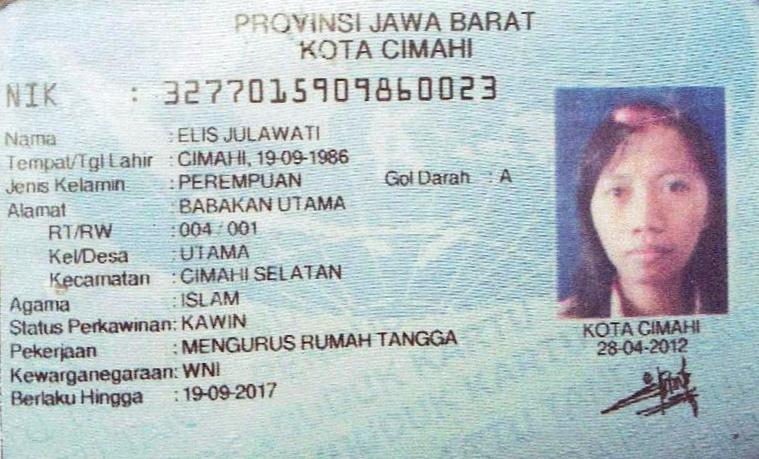 PROVINSI JAWA BARAT
KOTA CIMAHI
NIK : 3277015909860023
Nama : ELIS JULAWATI
Tempat/Tgl Lahir : CIMAHI, 19-09-1986
Jenis Kelamin : PEREMPUAN Gol Darah : A
Alamat : BABAKAN UTAMA
RT/RW : 004 / 001
Kel/Desa : UTAMA
Kecamatan : CIMAHI SELATAN
Agama : ISLAM
Status Perkawinan: KAWIN
Pekerjaan : MENGURUS RUMAH TANGGA
Kewarganegaraan: WNI
Berlaku Hingga : 19-09-2017
KOTA CIMAHI
28-04-2012